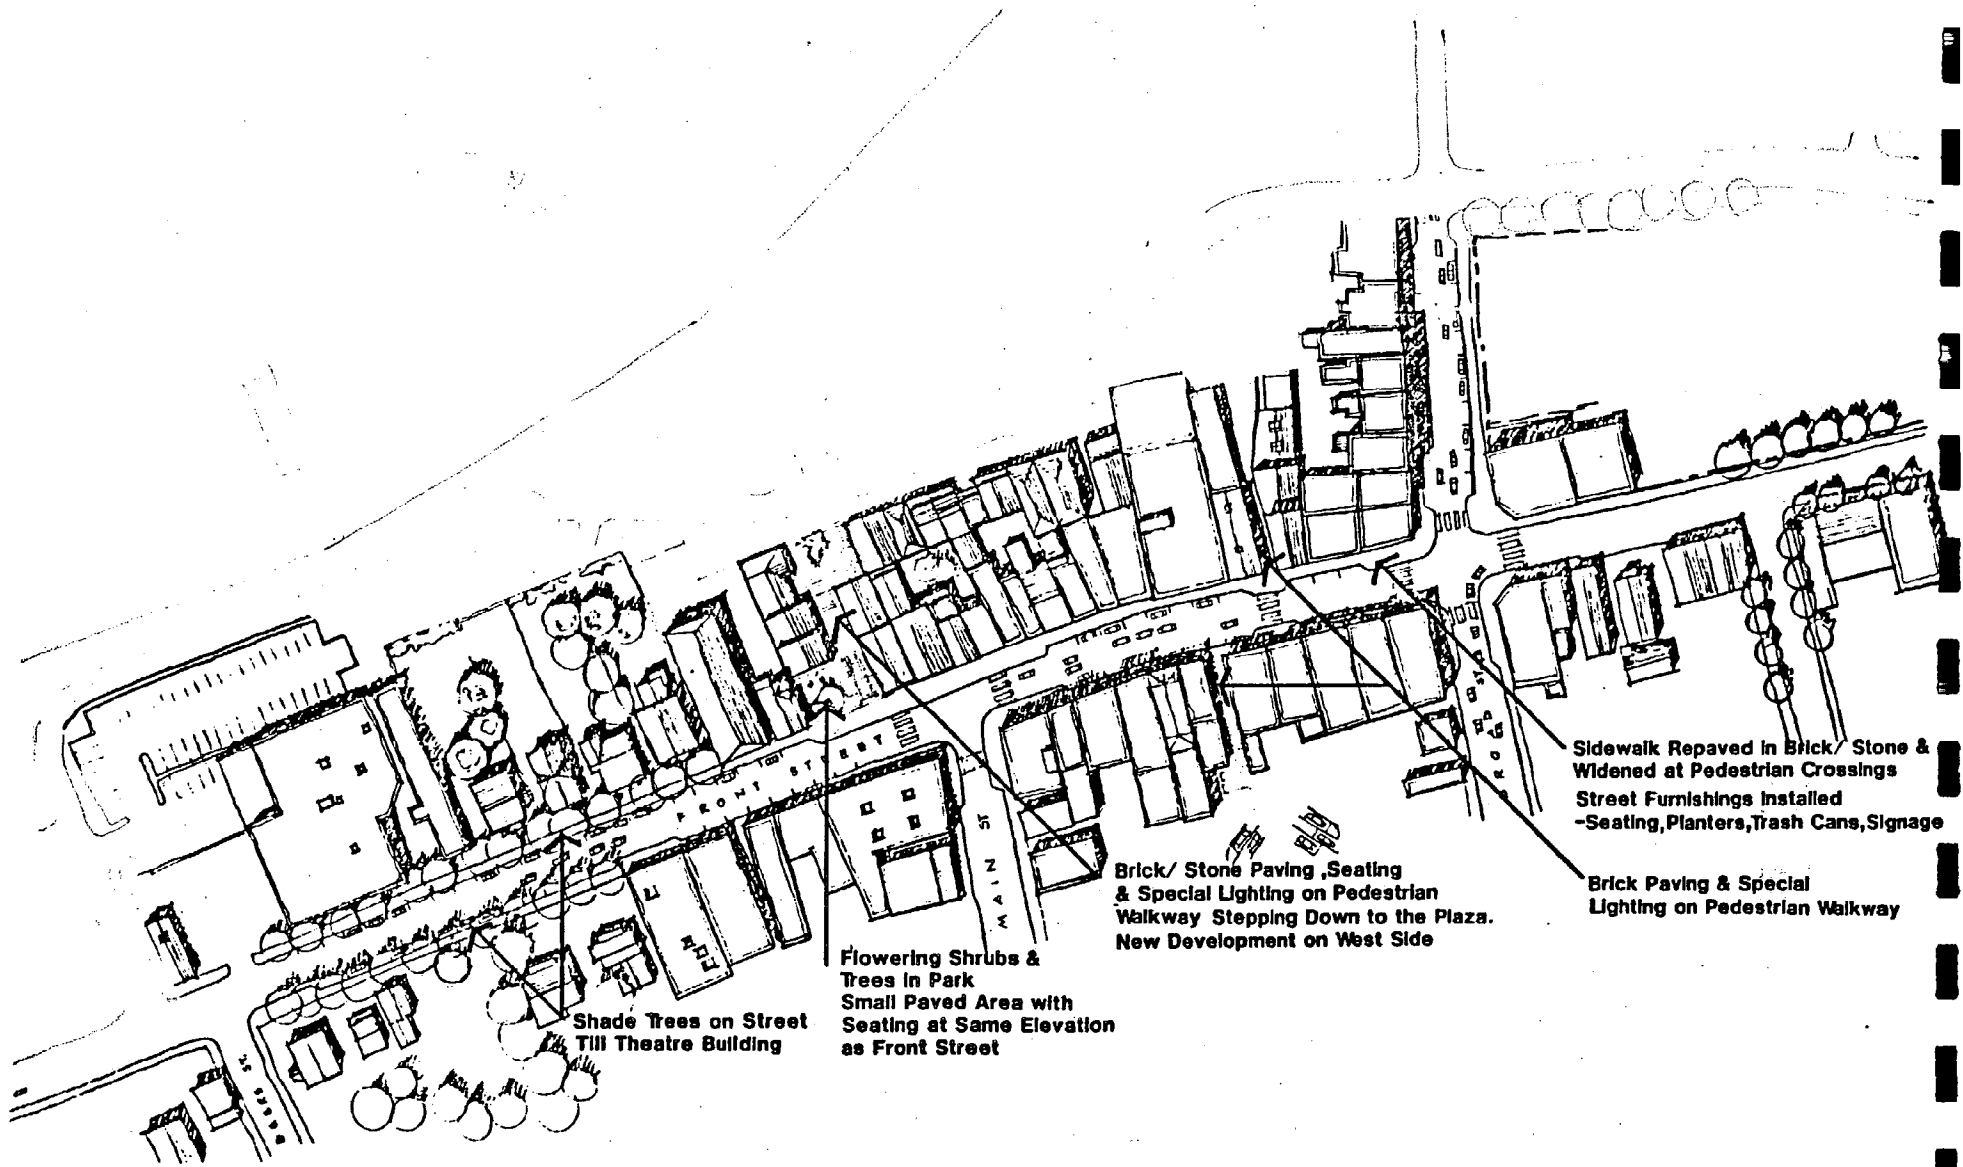 FRONT STREET
MAIN ST
BROAD ST.
Sidewalk Repaved in Brick/ Stone &
Widened at Pedestrian Crossings
Street Furnishings Installed
-Seating,Planters,Trash Cans,Signage
Brick/ Stone Paving ,Seating
& Special Lighting on Pedestrian
Walkway Stepping Down to the Plaza.
New Development on West Side
Brick Paving & Special
Lighting on Pedestrian Walkway
Flowering Shrubs &
Trees in Park
Small Paved Area with
Seating at Same Elevation
as Front Street
Shade Trees on Street
Till Theatre Building
ST.